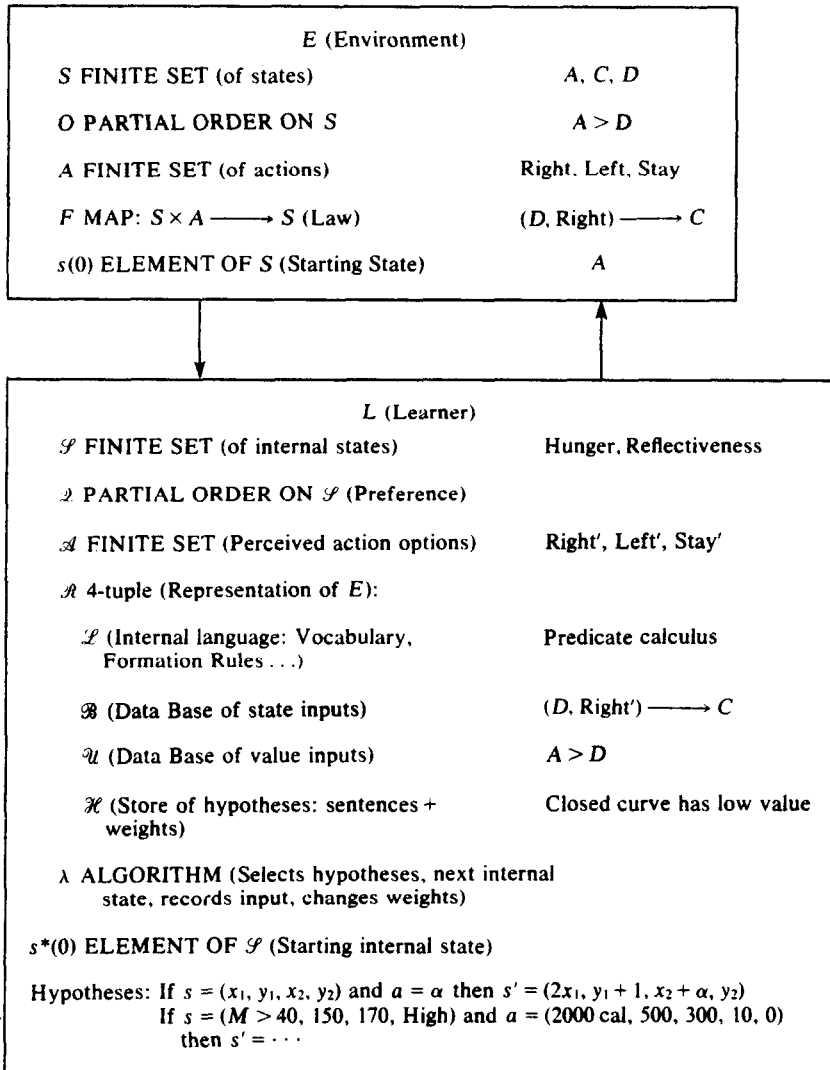 E (Environment)
S FINITE SET (of states) A, C, D
O PARTIAL ORDER ON S A > D
A FINITE SET (of actions) Right, Left, Stay
F MAP: S × A ⟶ S (Law) (D, Right) ⟶ C
s(0) ELEMENT OF S (Starting State) A
L (Learner)
𝒮 FINITE SET (of internal states) Hunger, Reflectiveness
𝒬 PARTIAL ORDER ON 𝒮 (Preference)
𝒜 FINITE SET (Perceived action options) Right′, Left′, Stay′
ℛ 4-tuple (Representation of E):
ℒ (Internal language: Vocabulary, Predicate calculus
Formation Rules . . .)
ℬ (Data Base of state inputs) (D, Right′) ⟶ C
𝒰 (Data Base of value inputs) A > D
ℋ (Store of hypotheses: sentences + Closed curve has low value
weights)
λ ALGORITHM (Selects hypotheses, next internal
state, records input, changes weights)
s*(0) ELEMENT OF 𝒮 (Starting internal state)
Hypotheses: If s = (x₁, y₁, x₂, y₂) and a = α then s′ = (2x₁, y₁ + 1, x₂ + α, y₂)
If s = (M > 40, 150, 170, High) and a = (2000 cal, 500, 300, 10, 0)
then s′ = · · ·